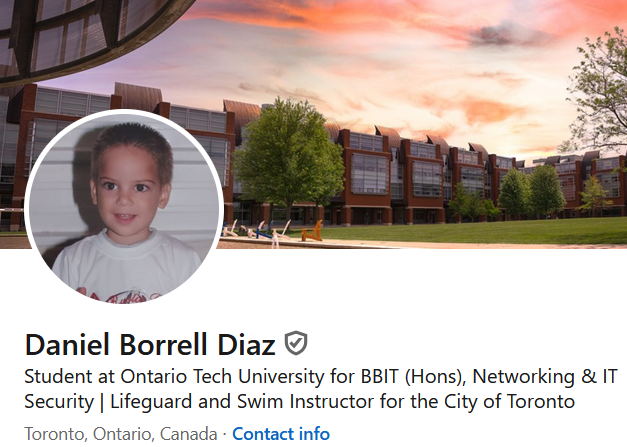 Daniel Borrell Diaz
Student at Ontario Tech University for BBIT (Hons), Networking & IT
Security | Lifeguard and Swim Instructor for the City of Toronto
Toronto, Ontario, Canada · Contact info